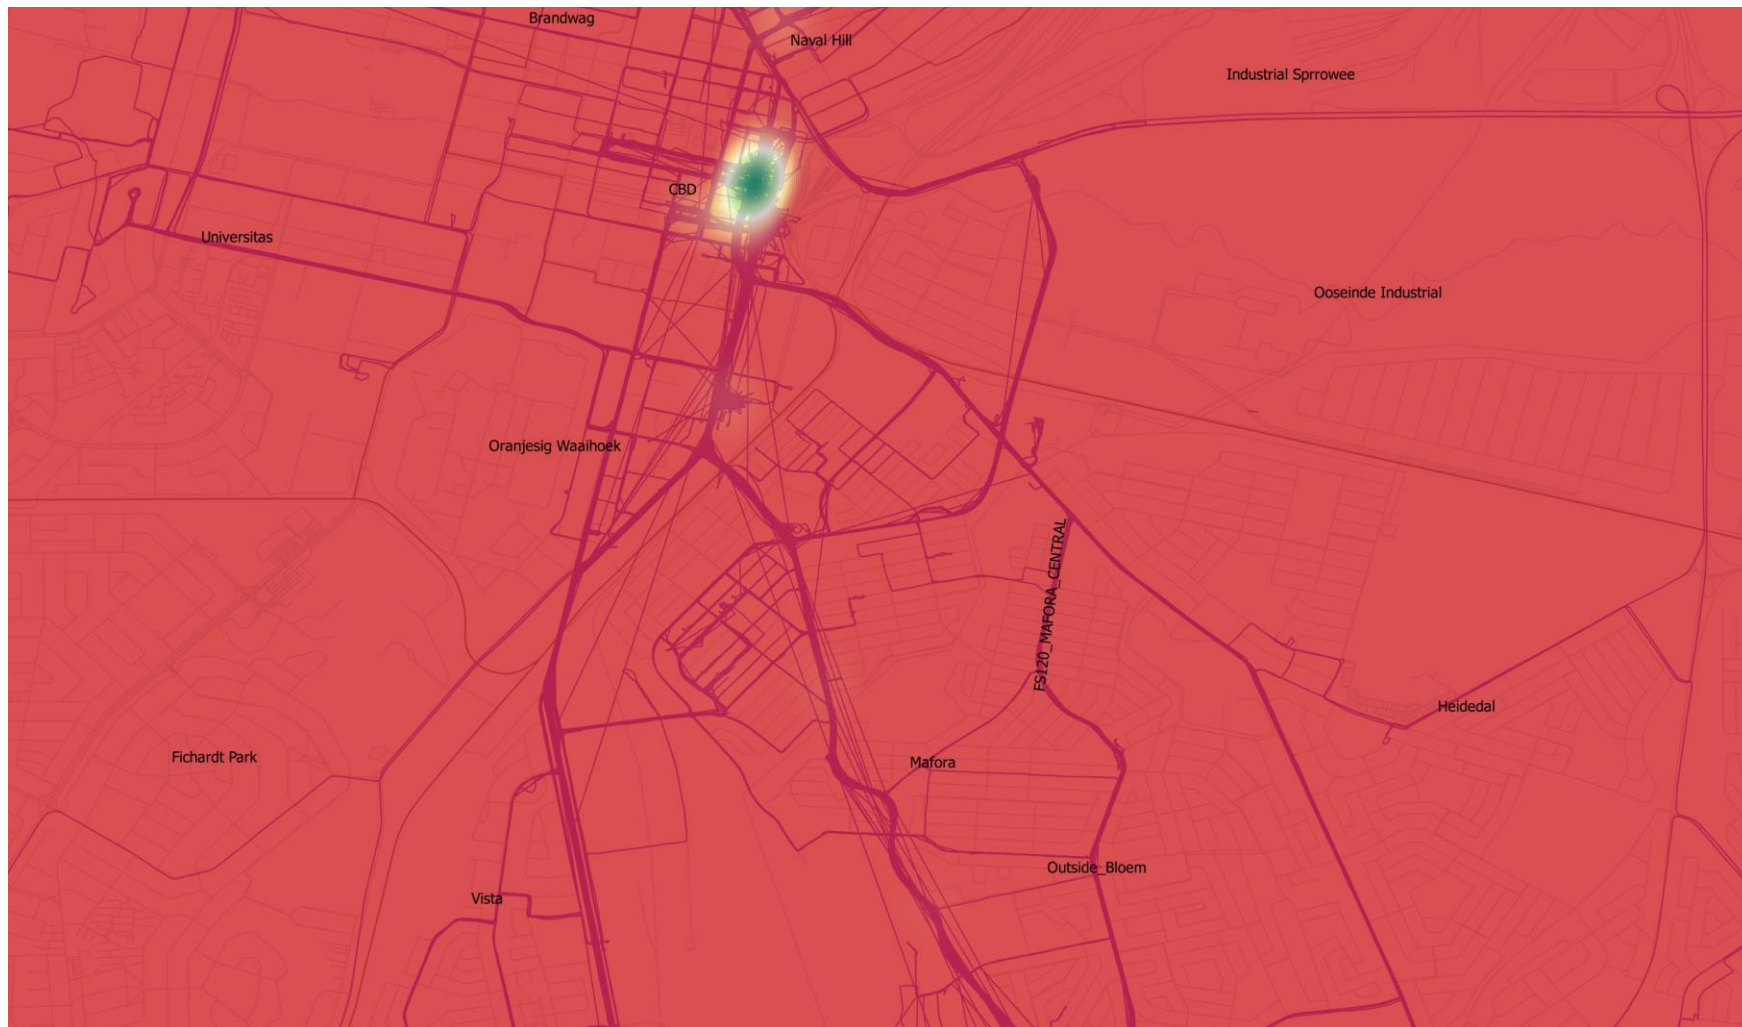 Brandwag
Naval Hill
Industrial Sprrowee
CBD
Universitas
Ooseinde Industrial
Oranjesig Waaihoek
FS120_MAFORA_CENTRAL
Heidedal
Fichardt Park
Mafora
Outside_Bloem
Vista